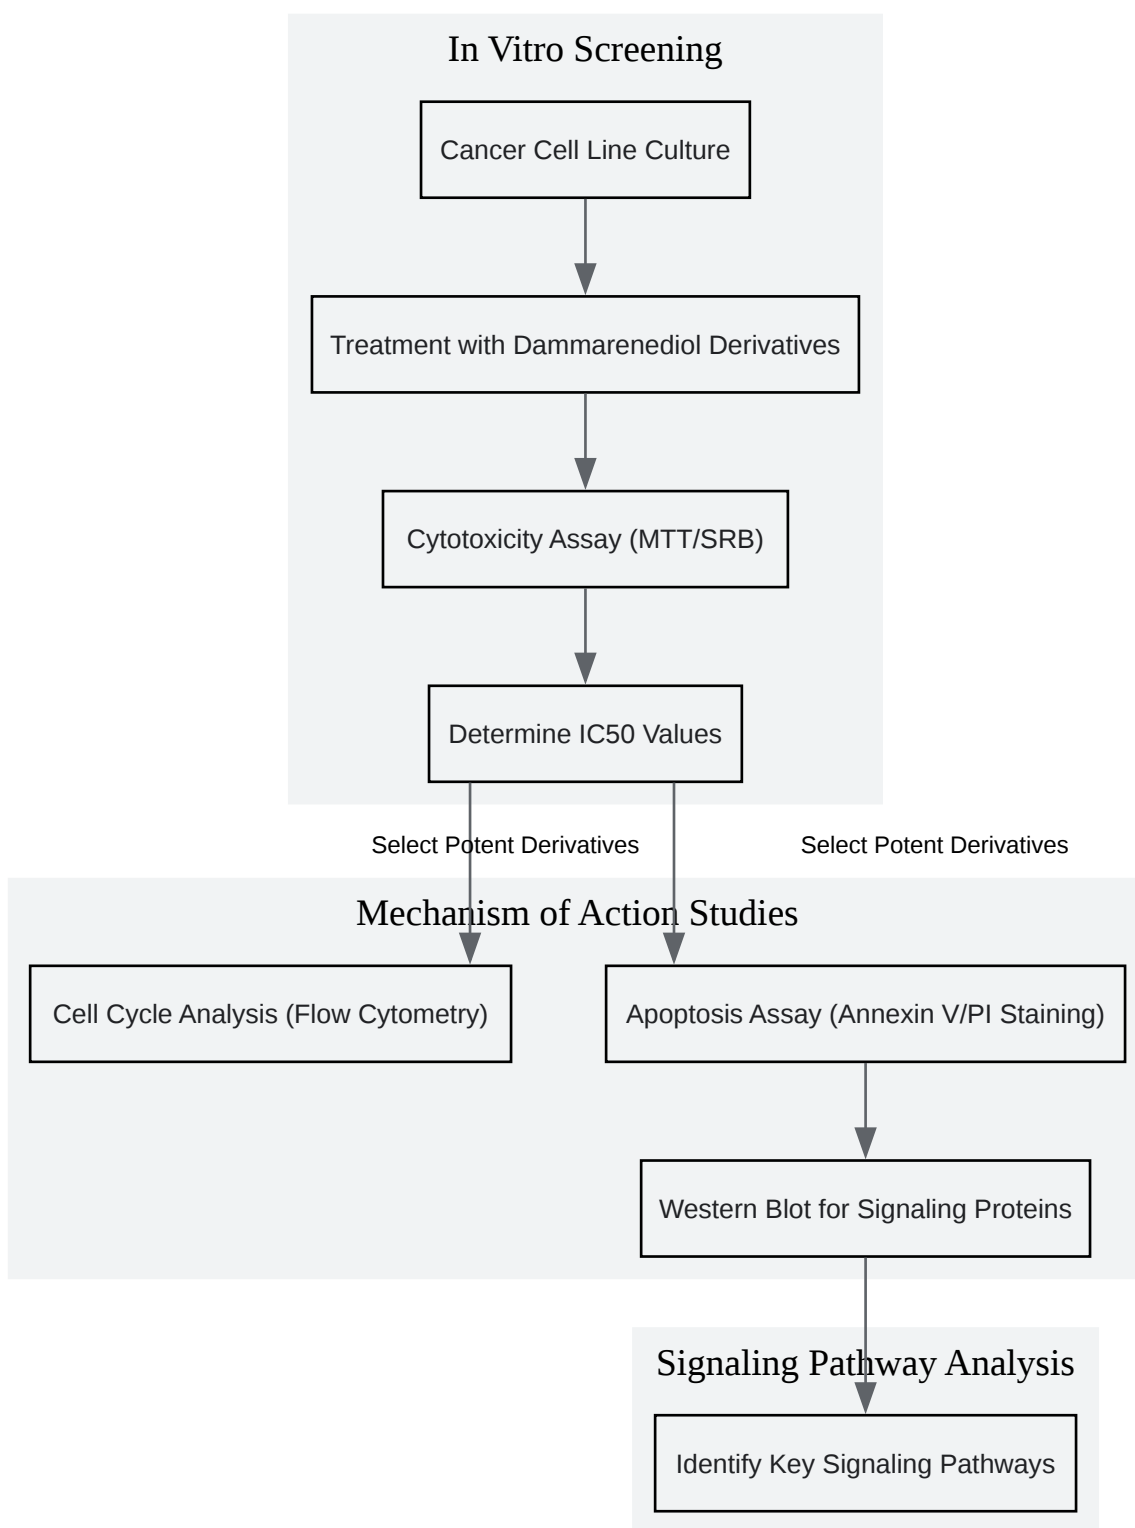 In Vitro Screening
Cancer Cell Line Culture
Treatment with Dammarenediol Derivatives
Cytotoxicity Assay (MTT/SRB)
Determine IC50 Values
Select Potent Derivatives
Select Potent Derivatives
Mechanism of Action Studies
Cell Cycle Analysis (Flow Cytometry)
Apoptosis Assay (Annexin V/PI Staining)
Western Blot for Signaling Proteins
Signaling Pathway Analysis
Identify Key Signaling Pathways